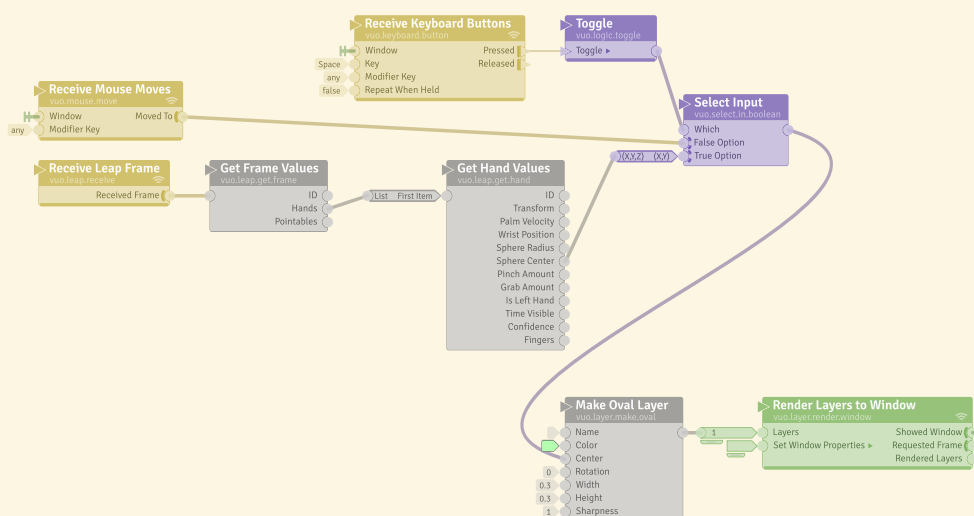 Receive Keyboard Buttons
vuo.keyboard.button
Window
Pressed
Space
Key
Released
any
Modifier Key
false
Repeat When Held
Toggle
vuo.logic.toggle
Toggle ▸
Receive Mouse Moves
vuo.mouse.move
Window
Moved To
any
Modifier Key
Select Input
vuo.select.in.boolean
Which
False Option
True Option
(X,Y,Z) (X,Y)
Receive Leap Frame
vuo.leap.receive
Received Frame
Get Frame Values
vuo.leap.get.frame
ID
Hands
Pointables
List First Item
Get Hand Values
vuo.leap.get.hand
ID
Transform
Palm Velocity
Wrist Position
Sphere Radius
Sphere Center
Pinch Amount
Grab Amount
Is Left Hand
Time Visible
Confidence
Fingers
Make Oval Layer
vuo.layer.make.oval
Name
Color
Center
0
Rotation
0.3
Width
0.3
Height
1
Sharpness
1
Render Layers to Window
vuo.layer.render.window
Layers
Showed Window
Set Window Properties ▸
Requested Frame
Rendered Layers